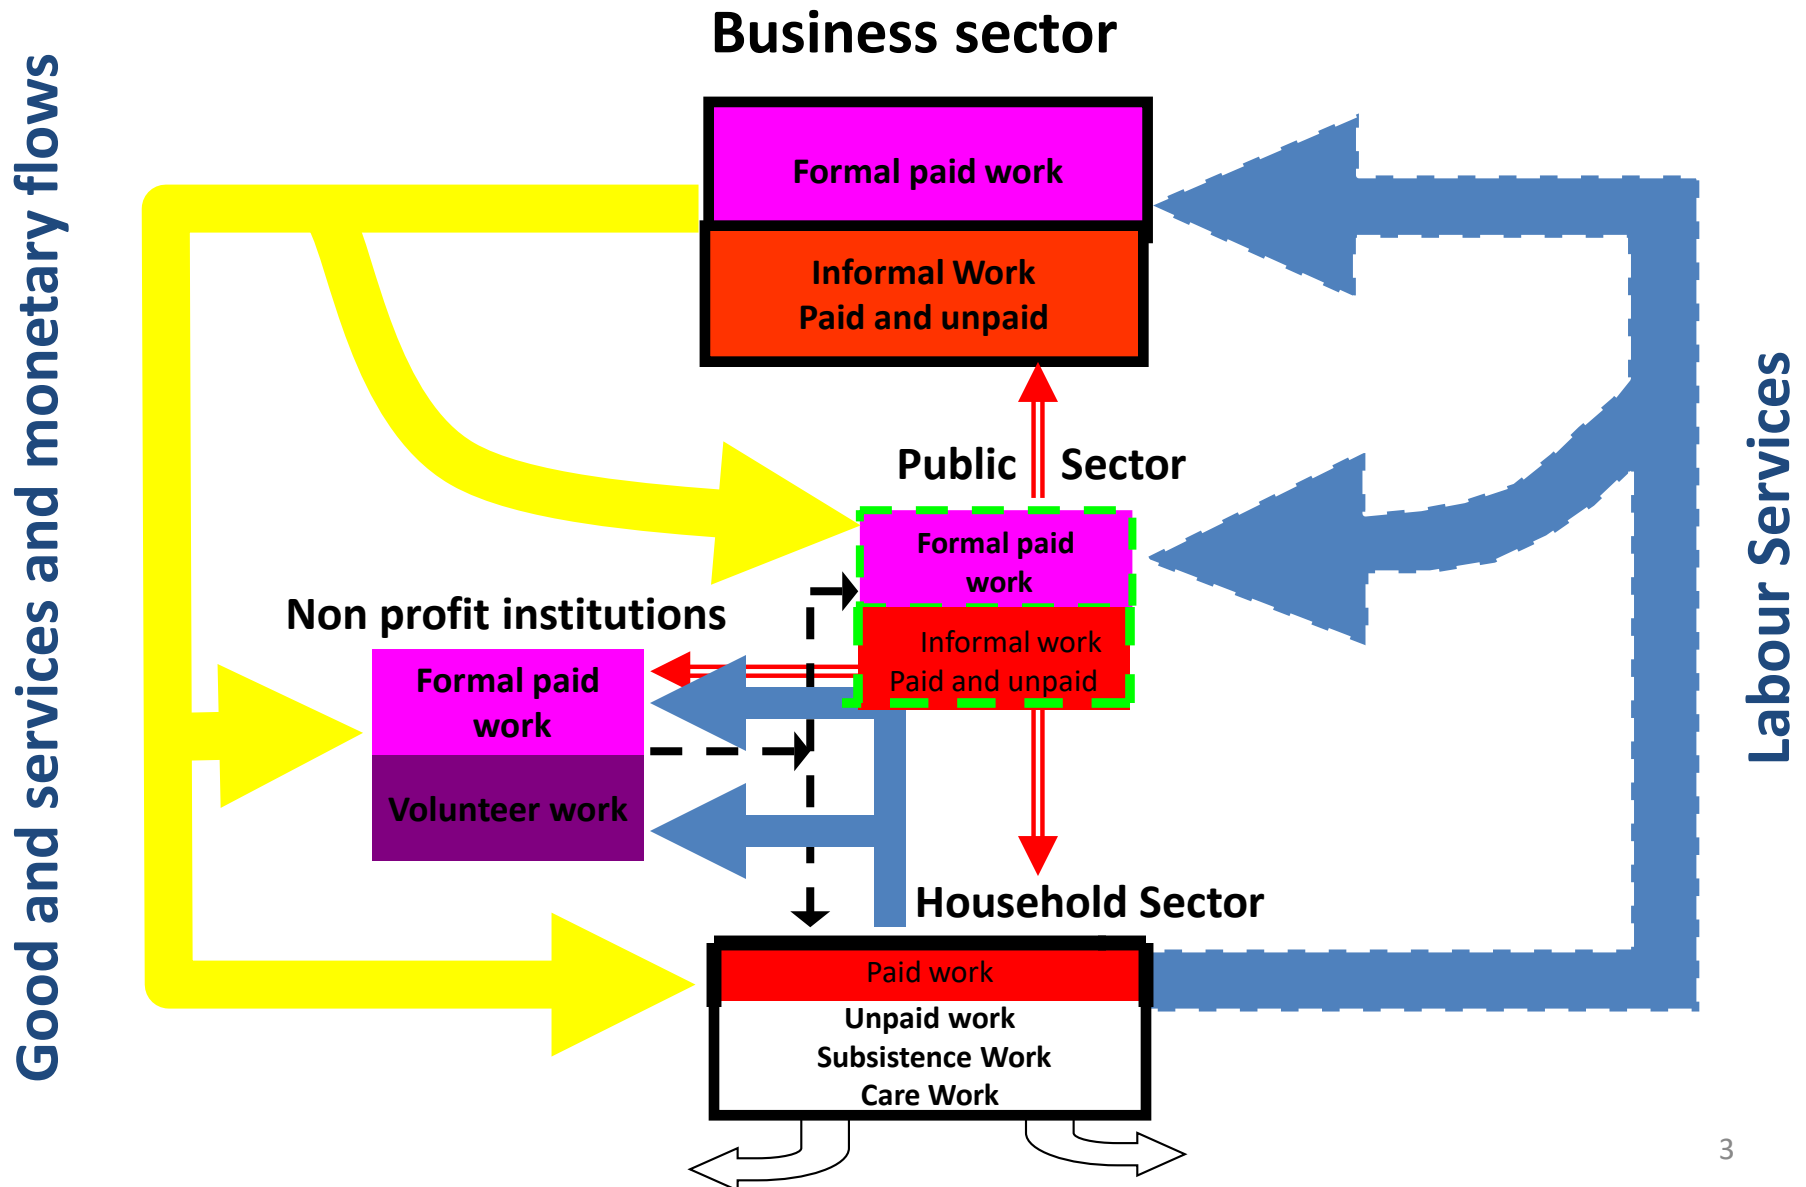 Business sector
Good and services and monetary flows
Formal paid work
Informal Work
Paid and unpaid
Labour Services
Public Sector
Formal paid
work
Informal work
Paid and unpaid
Non profit institutions
Formal paid
work
Volunteer work
Household Sector
Paid work
Unpaid work
Subsistence Work
Care Work
3